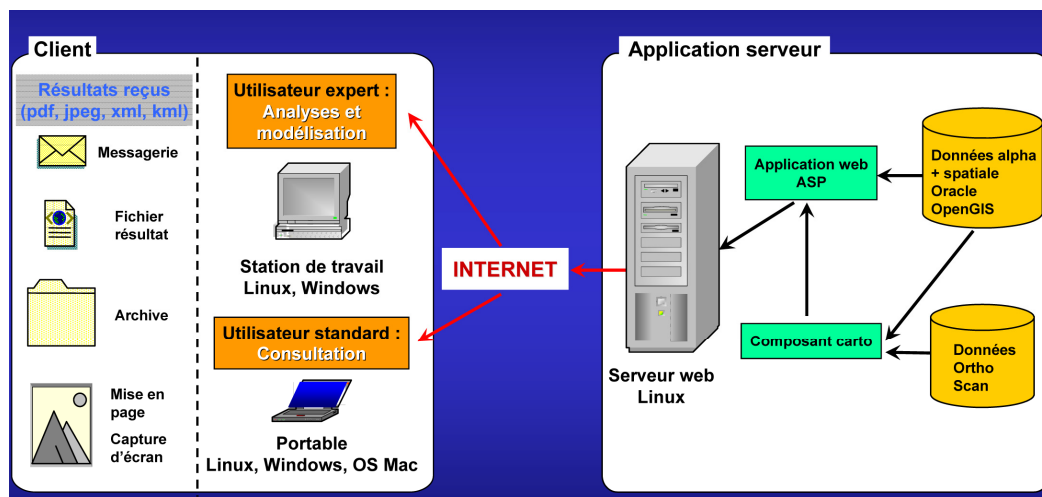 Client
Résultats reçus
(pdf, jpeg, xml, kml)
Messagerie
Fichier
résultat
Archive
Mise en
page
Capture
d'écran
Utilisateur expert :
Analyses et
modélisation
Station de travail
Linux, Windows
Utilisateur standard :
Consultation
Portable
Linux, Windows, OS Mac
INTERNET
Application serveur
Serveur web
Linux
Application web
ASP
Composant carto
Données alpha
+ spatiale
Oracle
OpenGIS
Données
Ortho
Scan